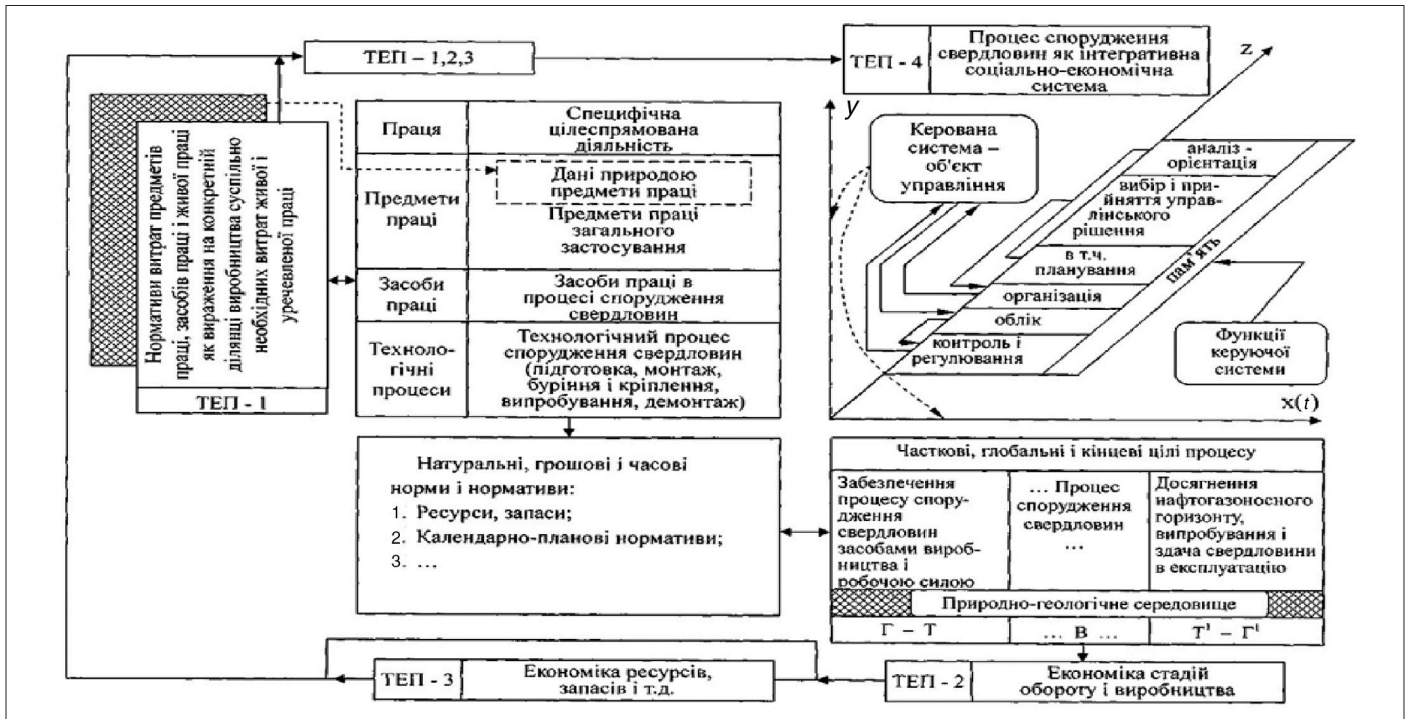 ТЕП – 1,2,3
ТЕП - 4
Процес спорудження
свердловин як інтегративна
соціально-економічна
система
Нормативи витрат предметів
праці, засобів праці і живої праці
як вираження на конкретній
ділянці виробництва суспільно
необхідних витрат живої і
уречевленої праці
ТЕП - 1
Праця
Специфічна
цілеспрямована
діяльність
Предмети
праці
Дані природою
предмети праці
Предмети праці
загального
застосування
Засоби
праці
Засоби праці в
процесі спорудження
свердловин
Техноло-
гічні
процеси
Технологічний процес
спорудження свердловин
(підготовка, монтаж,
буріння і кріплення,
випробування, демонтаж)
y
z
x(t)
Керована
система –
об'єкт
управління
аналіз -
орієнтація
вибір і при-
йняття управ-
лінського
рішення
в т.ч.
планування
організація
облік
контроль і
регулювання
пам'ять
Функції
керуючої
системи
Натуральні, грошові і часові
норми і нормативи:
1. Ресурси, запаси;
2. Календарно-планові нормативи;
3. ...
Часткові, глобальні і кінцеві цілі процесу
Забезпечення
процесу спору-
дження
свердловин
засобами вироб-
ництва і
робочою силою
... Процес
спорудження
свердловин
...
Досягнення
нафтогазоносного
горизонту,
випробування і
здача свердловини
в експлуатацію
Природно-геологічне середовище
Г – Т
... В ...
Т¹ – Г¹
ТЕП - 3
Економіка ресурсів,
запасів і т.д.
ТЕП - 2
Економіка стадій
обороту і виробництва